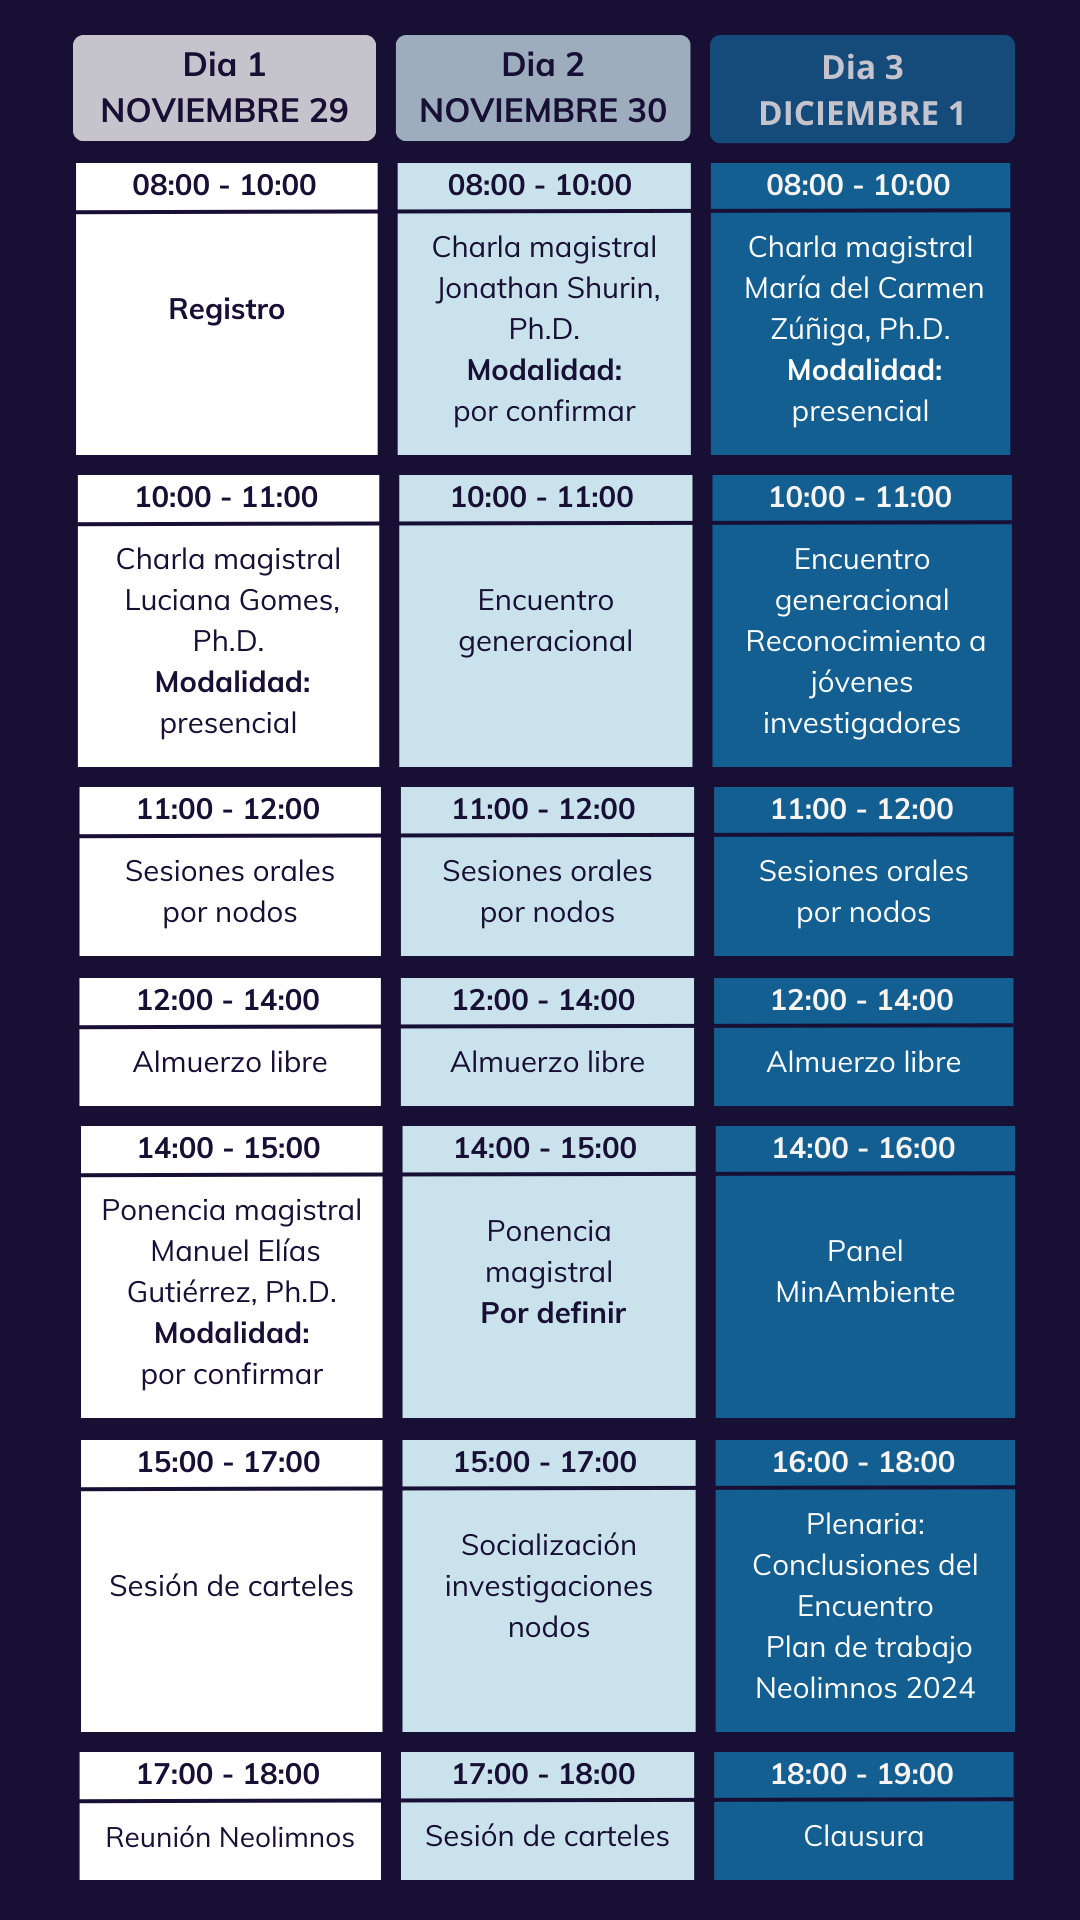 Dia 1
NOVIEMBRE 29
08:00 - 10:00
Registro
10:00 - 11:00
Charla magistral
Luciana Gomes,
Ph.D.
Modalidad:
presencial
11:00 - 12:00
Sesiones orales
por nodos
12:00 - 14:00
Almuerzo libre
14:00 - 15:00
Ponencia magistral
Manuel Elías
Gutiérrez, Ph.D.
Modalidad:
por confirmar
15:00 - 17:00
Sesión de carteles
17:00 - 18:00
Reunión Neolimnos
Dia 2
NOVIEMBRE 30
08:00 - 10:00
Charla magistral
Jonathan Shurin,
Ph.D.
Modalidad:
por confirmar
10:00 - 11:00
Encuentro
generacional
11:00 - 12:00
Sesiones orales
por nodos
12:00 - 14:00
Almuerzo libre
14:00 - 15:00
Ponencia
magistral
Por definir
15:00 - 17:00
Socialización
investigaciones
nodos
17:00 - 18:00
Sesión de carteles
Dia 3
DICIEMBRE 1
08:00 - 10:00
Charla magistral
María del Carmen
Zúñiga, Ph.D.
Modalidad:
presencial
10:00 - 11:00
Encuentro
generacional
Reconocimiento a
jóvenes
investigadores
11:00 - 12:00
Sesiones orales
por nodos
12:00 - 14:00
Almuerzo libre
14:00 - 16:00
Panel
MinAmbiente
16:00 - 18:00
Plenaria:
Conclusiones del
Encuentro
Plan de trabajo
Neolimnos 2024
18:00 - 19:00
Clausura